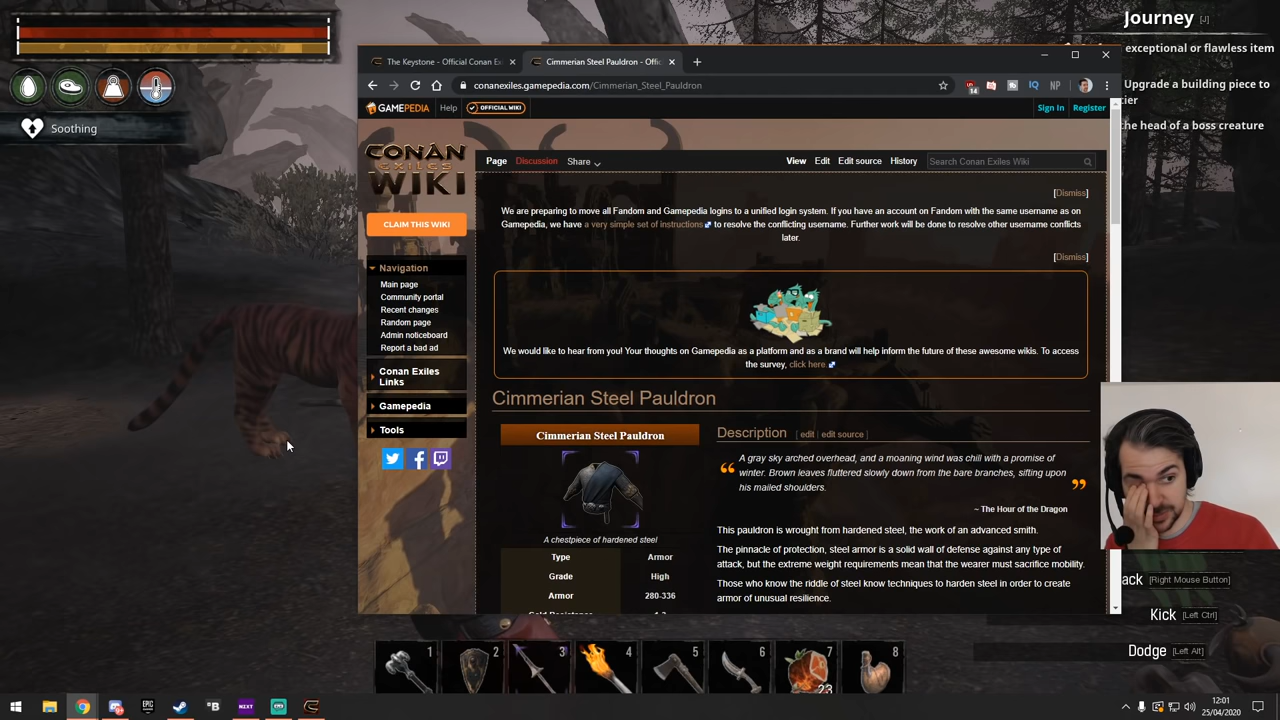 Journey [J]
exceptional or flawless item
Upgrade a building piece to
tier
the head of a boss creature
Soothing
The Keystone - Official Conan Ex
Cimmerian Steel Pauldron - Offic
conanexiles.gamepedia.com/Cimmerian_Steel_Pauldron
14
IQ
NP
GAMEPEDIA
Help
OFFICIAL WIKI
Sign In
Register
CONAN
EXILES
WIKI
CLAIM THIS WIKI
Navigation
Main page
Community portal
Recent changes
Random page
Admin noticeboard
Report a bad ad
Conan Exiles
Links
Gamepedia
Tools
Page
Discussion
Share
View
Edit
Edit source
History
Search Conan Exiles Wiki
[Dismiss]
We are preparing to move all Fandom and Gamepedia logins to a unified login system. If you have an account on Fandom with the same username as on
Gamepedia, we have a very simple set of instructions to resolve the conflicting username. Further work will be done to resolve other username conflicts
later.
[Dismiss]
We would like to hear from you! Your thoughts on Gamepedia as a platform and as a brand will help inform the future of these awesome wikis. To access
the survey, click here.
Cimmerian Steel Pauldron
Cimmerian Steel Pauldron
A chestpiece of hardened steel
Type Armor
Grade High
Armor 280-336
Description [ edit | edit source ]
“ A gray sky arched overhead, and a moaning wind was chill with a promise of
winter. Brown leaves fluttered slowly down from the bare branches, sifting upon
his mailed shoulders. ”
~ The Hour of the Dragon
This pauldron is wrought from hardened steel, the work of an advanced smith.
The pinnacle of protection, steel armor is a solid wall of defense against any type of
attack, but the extreme weight requirements mean that the wearer must sacrifice mobility.
Those who know the riddle of steel know techniques to harden steel in order to create
armor of unusual resilience.
ack [Right Mouse Button]
Kick [Left Ctrl]
Dodge [Left Alt]
1
2
3
4
5
6
7
23
8
EPIC
B
NZXT
12:01
25/04/2020